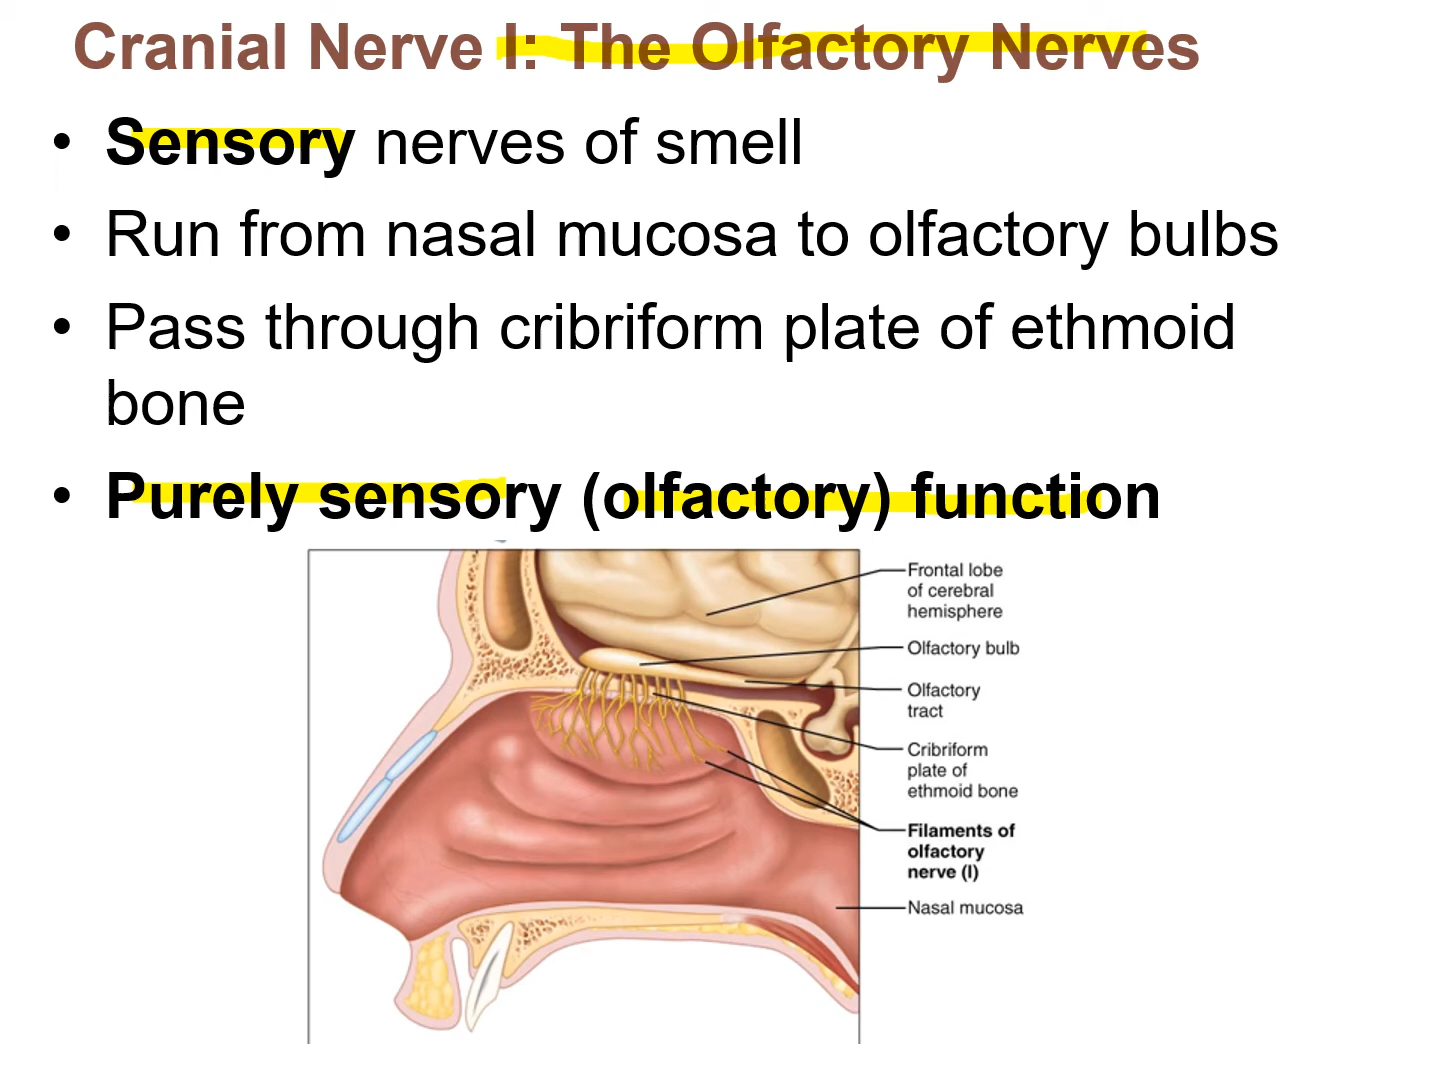 Cranial Nerve I: The Olfactory Nerves
• Sensory nerves of smell
• Run from nasal mucosa to olfactory bulbs
• Pass through cribriform plate of ethmoid
bone
• Purely sensory (olfactory) function
Frontal lobe
of cerebral
hemisphere
Olfactory bulb
Olfactory
tract
Cribriform
plate of
ethmoid bone
Filaments of
olfactory
nerve (I)
Nasal mucosa